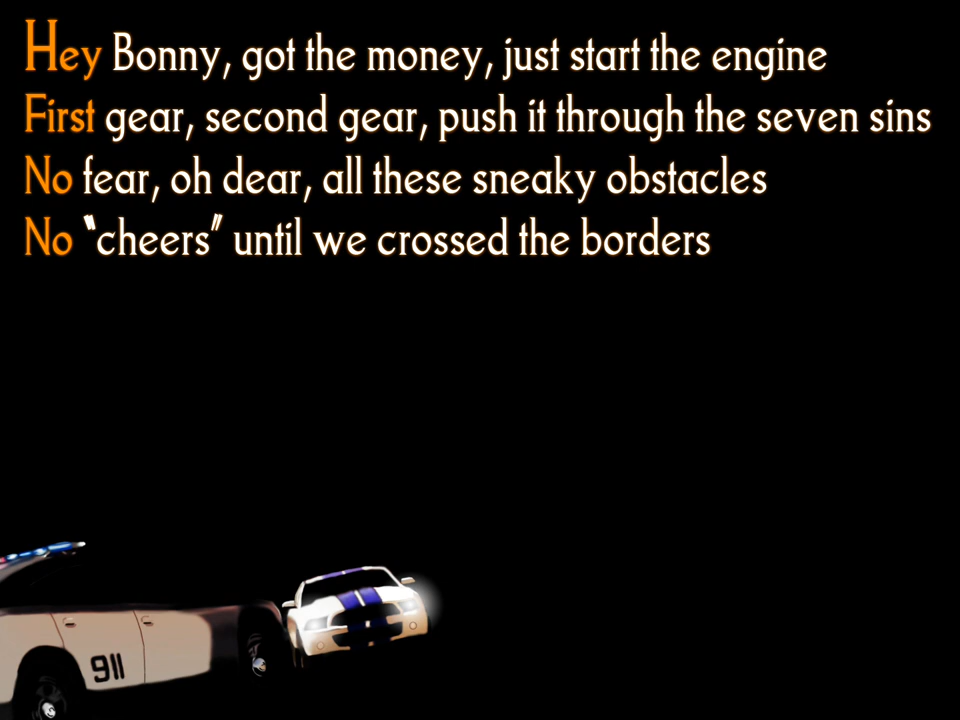 Hey Bonny, got the money, just start the engine
First gear, second gear, push it through the seven sins
No fear, oh dear, all these sneaky obstacles
No "cheers" until we crossed the borders
911